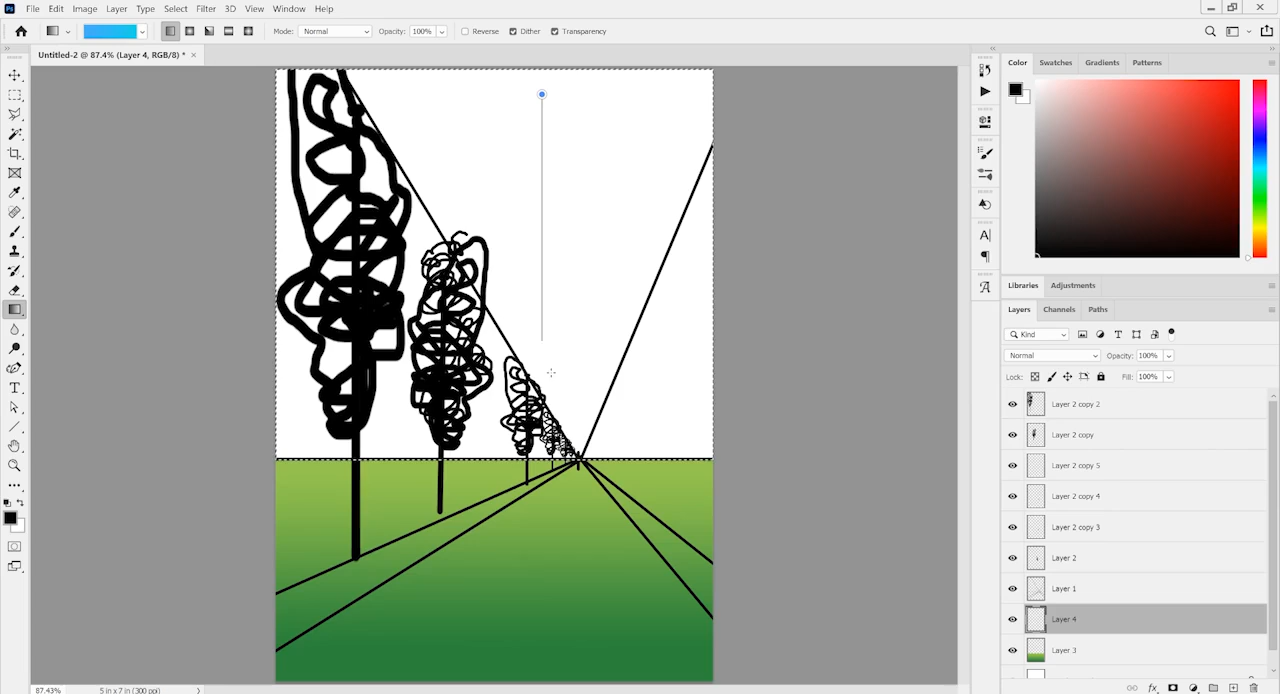 Ps File Edit Image Layer Type Select Filter 3D View Window Help
Mode: Normal Opacity: 100% Reverse Dither Transparency
Untitled-2 @ 87.4% (Layer 4, RGB/8) * ×
Color Swatches Gradients Patterns
Libraries Adjustments
Layers Channels Paths
Kind
Normal Opacity: 100%
Lock: Fill: 100%
Layer 2 copy 2
Layer 2 copy
Layer 2 copy 5
Layer 2 copy 4
Layer 2 copy 3
Layer 2
Layer 1
Layer 4
Layer 3
87.43% 5 in x 7 in (300 ppi)